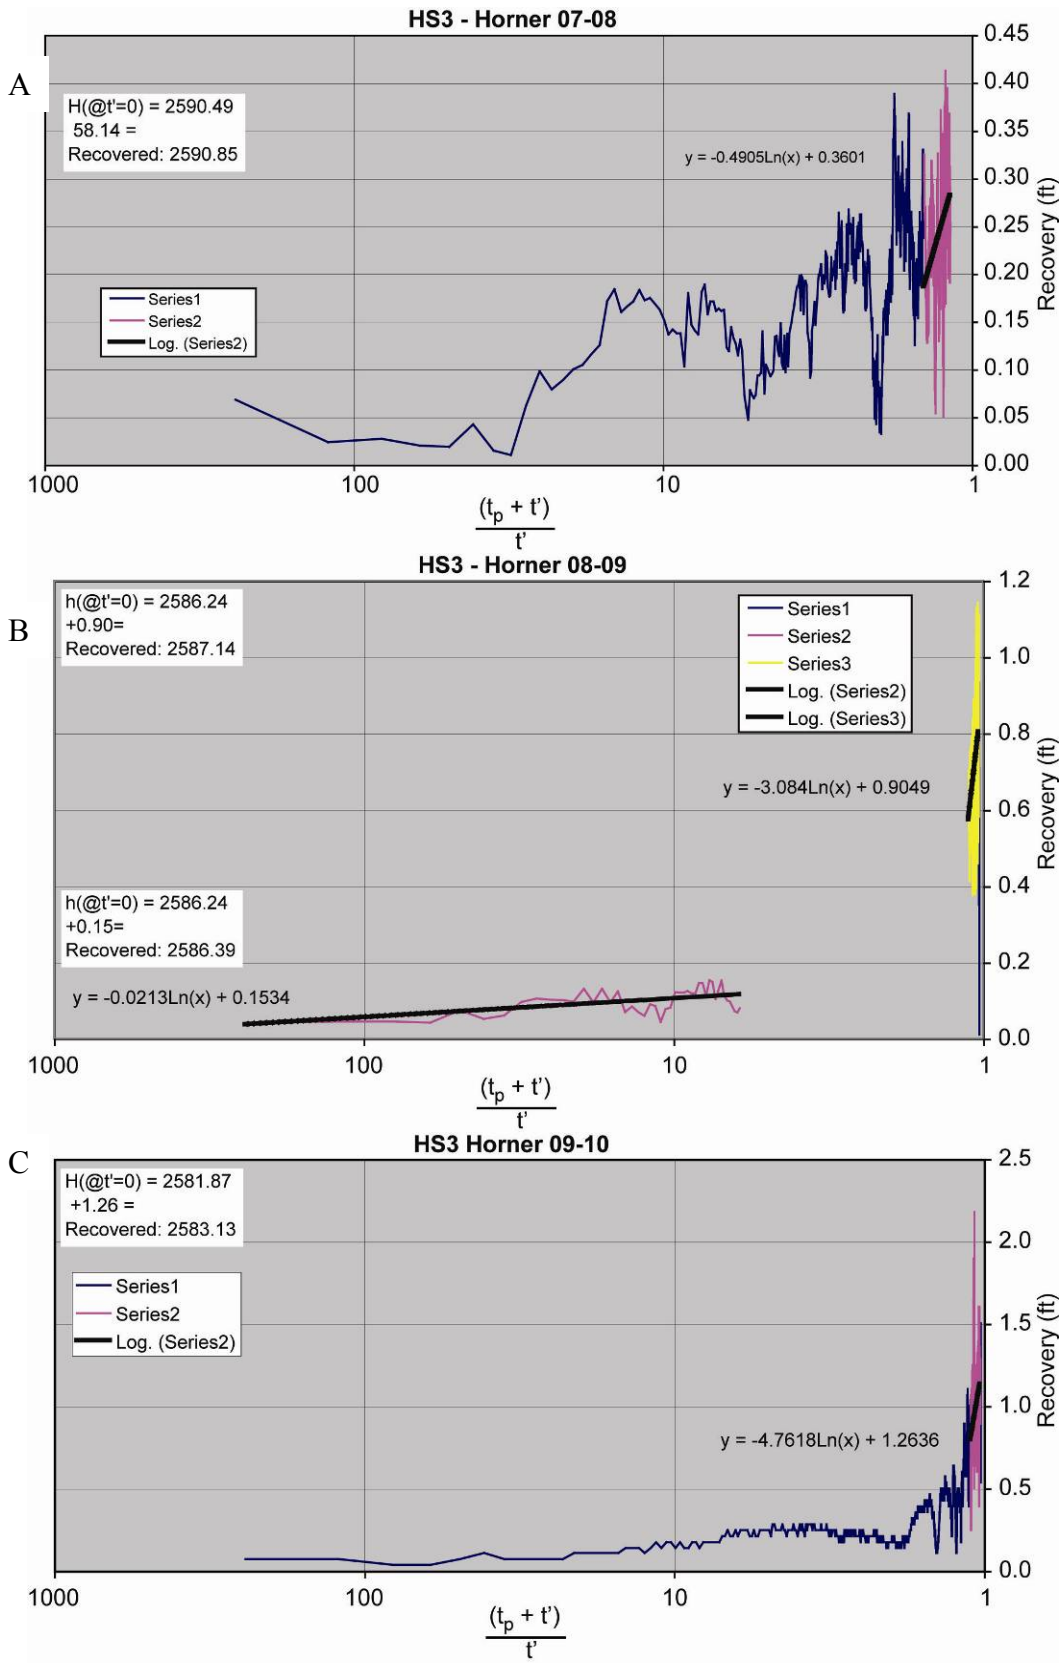 HS3 - Horner 07-08
A
H(@t'=0) = 2590.49
58.14 =
Recovered: 2590.85
y = -0.4905Ln(x) + 0.3601
Series1
Series2
Log. (Series2)
0.45
0.40
0.35
0.30
0.25
0.20
0.15
0.10
0.05
0.00
Recovery (ft)
1000
100
10
1
(tp + t')
t'
HS3 - Horner 08-09
B
h(@t'=0) = 2586.24
+0.90=
Recovered: 2587.14
Series1
Series2
Series3
Log. (Series2)
Log. (Series3)
y = -3.084Ln(x) + 0.9049
h(@t'=0) = 2586.24
+0.15=
Recovered: 2586.39
y = -0.0213Ln(x) + 0.1534
1.2
1.0
0.8
0.6
0.4
0.2
0.0
Recovery (ft)
1000
100
10
1
(tp + t')
t'
HS3 Horner 09-10
C
H(@t'=0) = 2581.87
+1.26 =
Recovered: 2583.13
Series1
Series2
Log. (Series2)
y = -4.7618Ln(x) + 1.2636
2.5
2.0
1.5
1.0
0.5
0.0
Recovery (ft)
1000
100
10
1
(tp + t')
t'